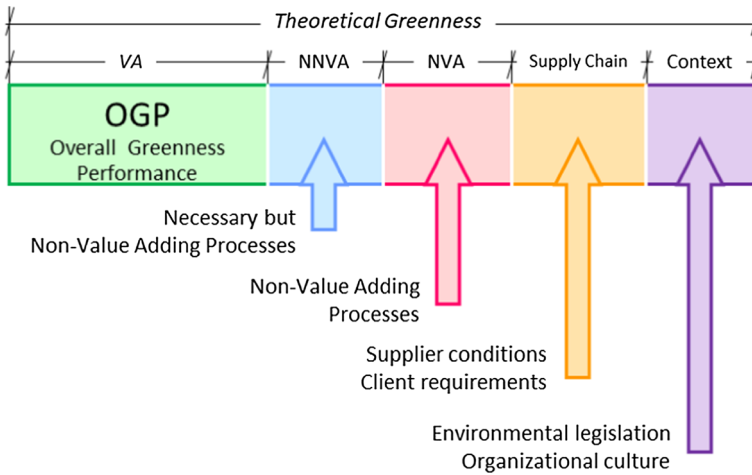 Theoretical Greenness
VA NNVA NVA Supply Chain Context
OGP
Overall Greenness
Performance
Necessary but
Non-Value Adding Processes
Non-Value Adding
Processes
Supplier conditions
Client requirements
Environmental legislation
Organizational culture